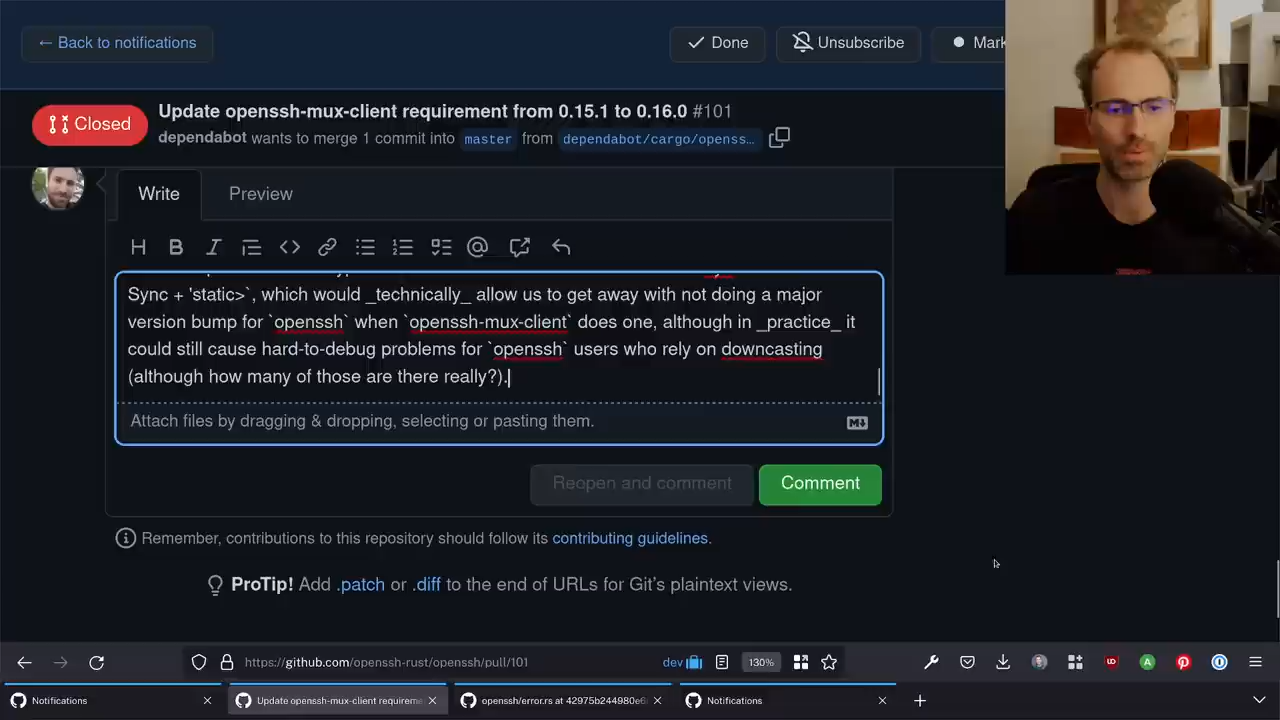 ← Back to notifications
Done
Unsubscribe
Mark
Closed
Update openssh-mux-client requirement from 0.15.1 to 0.16.0 #101
dependabot wants to merge 1 commit into master from dependabot/cargo/openss…
Write
Preview
Sync + 'static>`, which would _technically_ allow us to get away with not doing a major
version bump for `openssh` when `openssh-mux-client` does one, although in _practice_ it
could still cause hard-to-debug problems for `openssh` users who rely on downcasting
(although how many of those are there really?).
Attach files by dragging & dropping, selecting or pasting them.
Reopen and comment
Comment
Remember, contributions to this repository should follow its contributing guidelines.
ProTip! Add .patch or .diff to the end of URLs for Git's plaintext views.
https://github.com/openssh-rust/openssh/pull/101
dev
130%
Notifications
Update openssh-mux-client requireme
openssh/error.rs at 42975b244980e6
Notifications